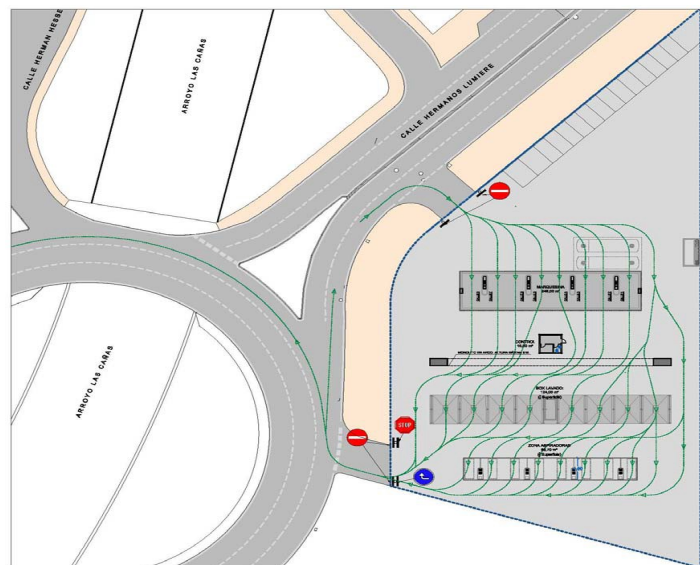 CALLE HERMAN HESSE
ARROYO LAS CAÑAS
CALLE HERMANOS LUMIERE
MARQUESINA
CONTROL
BOX LAVADO
STOP
ZONA ASPIRADORAS
ARROYO LAS CAÑAS